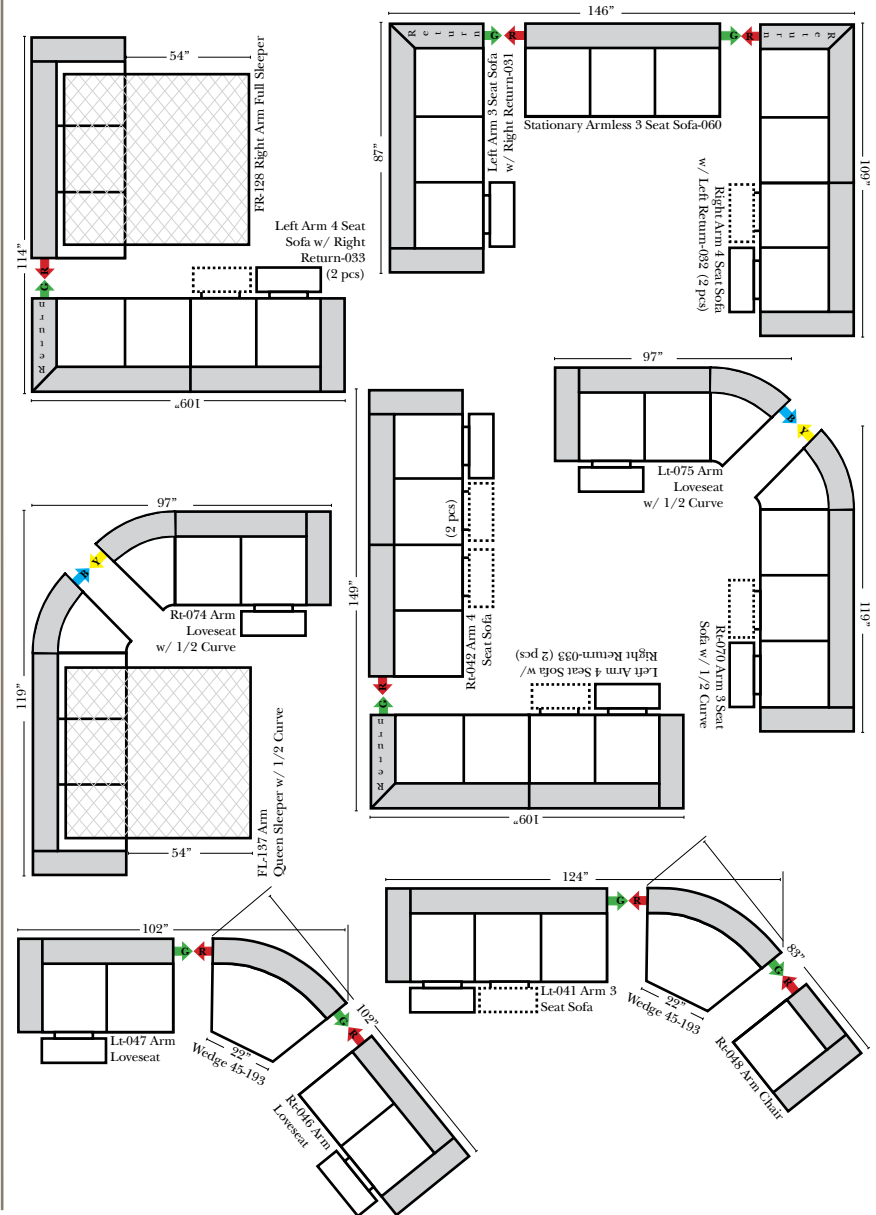 54”
FR-128 Right Arm Full Sleeper
114”
R
G
Return
109”
Left Arm 4 Seat
Sofa w/ Right
Return-033
(2 pcs)
146”
Return
G
R
G
R
Return
87”
Left Arm 3 Seat Sofa
w/ Right Return-031
Stationary Armless 3 Seat Sofa-060
109”
Right Arm 4 Seat Sofa
w/ Left Return-032 (2 pcs)
97”
B
Y
Lt-075 Arm
Loveseat
w/ 1/2 Curve
119”
Rt-070 Arm 3 Seat
Sofa w/ 1/2 Curve
97”
B
Y
Rt-074 Arm
Loveseat
w/ 1/2 Curve
119”
54”
FL-137 Arm
Queen Sleeper w/ 1/2 Curve
149”
(2 pcs)
Rt-042 Arm 4
Seat Sofa
R
G
Return
Left Arm 4 Seat Sofa w/
Right Return-033 (2 pcs)
109”
102”
G
R
Lt-047 Arm
Loveseat
22”
Wedge 45-193
G
R
102”
Rt-046 Arm
Loveseat
124”
G
R
Lt-041 Arm 3
Seat Sofa
22”
Wedge 45-193
G
R
83”
Rt-048 Arm Chair